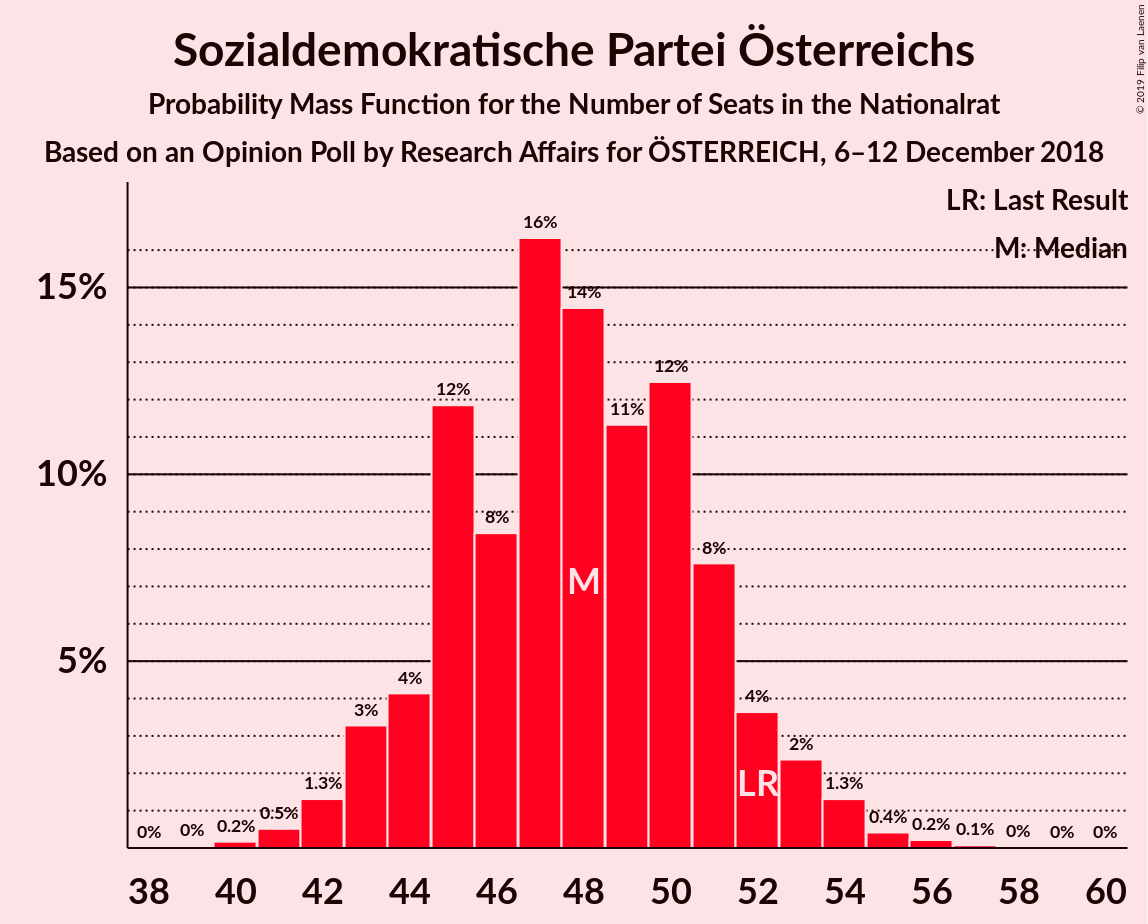 Sozialdemokratische Partei Österreichs
Probability Mass Function for the Number of Seats in the Nationalrat
Based on an Opinion Poll by Research Affairs for ÖSTERREICH, 6–12 December 2018
© 2019 Filip van Laenen
LR: Last Result
M: Median
15%
10%
5%
0% 0% 0.2% 0.5% 1.3% 3% 4% 12% 8% 16% 14% 11% 12% 8% 4% 2% 1.3% 0.4% 0.2% 0.1% 0% 0% 0%
M
LR
38 40 42 44 46 48 50 52 54 56 58 60